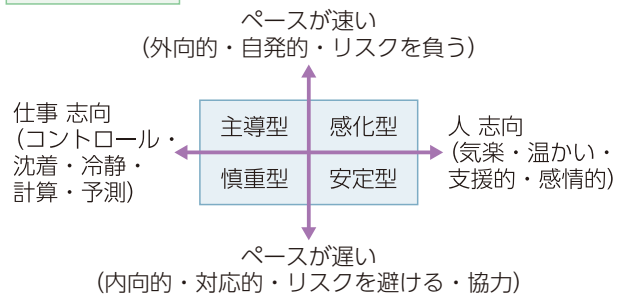 ペースが速い
（外向的・自発的・リスクを負う）
仕事 志向
（コントロール・
沈着・冷静・
計算・予測）
主導型
感化型
慎重型
安定型
人 志向
（気楽・温かい・
支援的・感情的）
ペースが遅い
（内向的・対応的・リスクを避ける・協力）